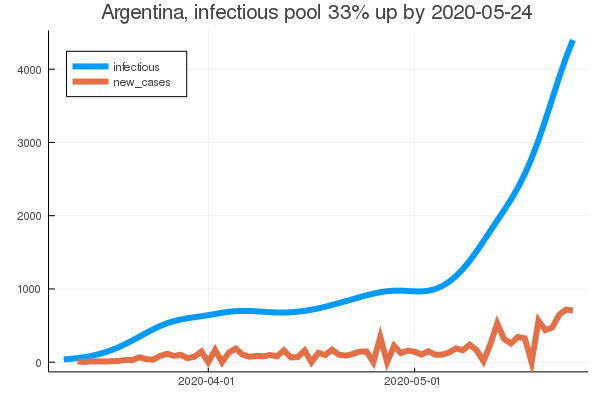 Argentina, infectious pool 33% up by 2020-05-24
infectious
new_cases
4000
3000
2000
1000
0
2020-04-01
2020-05-01